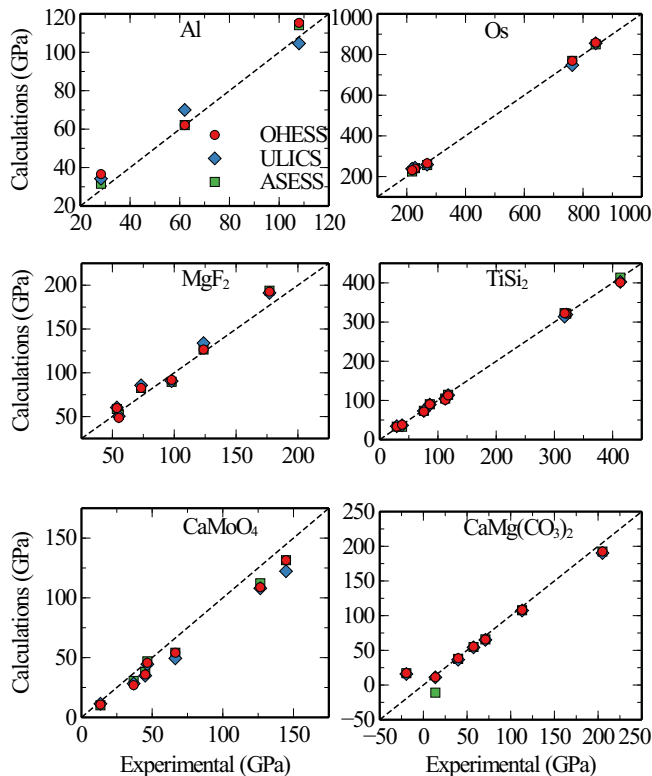 Al
Calculations (GPa)
120
100
80
60
40
20
20 40 60 80 100 120
OHESS
ULICS
ASESS
Os
1000
800
600
400
200
200 400 600 800 1000
MgF₂
Calculations (GPa)
200
150
100
50
50 100 150 200
TiSi₂
400
300
200
100
0
0 100 200 300 400
CaMoO₄
Calculations (GPa)
150
100
50
0
0 50 100 150
Experimental (GPa)
CaMg(CO₃)₂
250
200
150
100
50
0
−50
−50 0 50 100 150 200 250
Experimental (GPa)